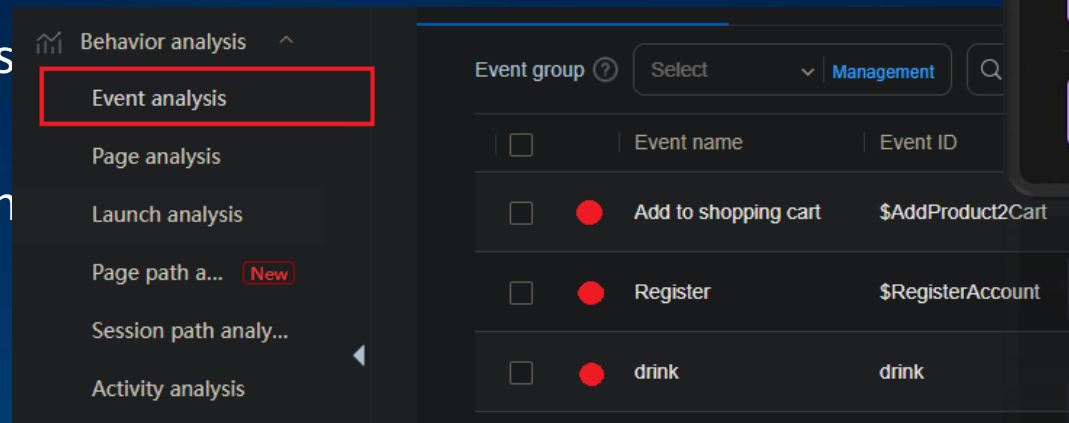 Behavior analysis
Event analysis
Page analysis
Launch analysis
Page path a... New
Session path analy...
Activity analysis
Event group ? Select Management
Event name Event ID
Add to shopping cart $AddProduct2Cart
Register $RegisterAccount
drink drink